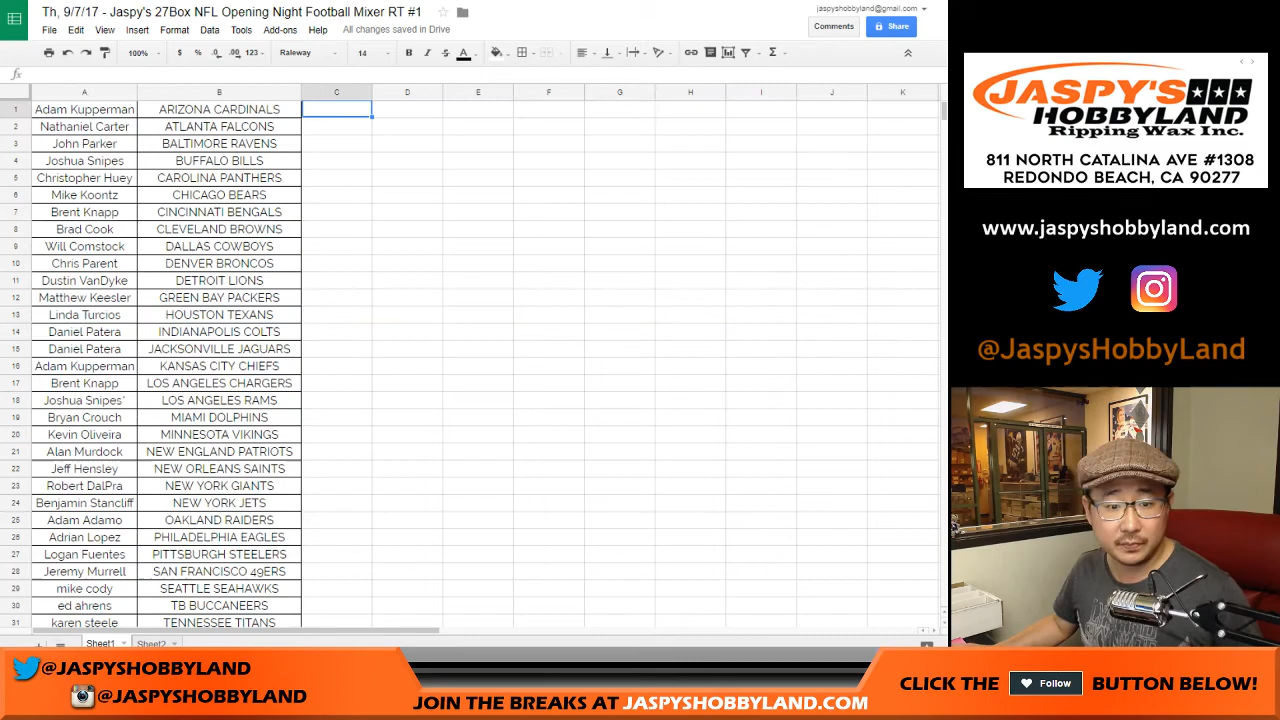 Th, 9/7/17 - Jaspy's 27Box NFL Opening Night Football Mixer RT #1
jaspyshobbyland@gmail.com
File Edit View Insert Format Data Tools Add-ons Help All changes saved in Drive
Comments Share
100% $ % .0 .00 123 Raleway 14 B I S A
fx
A B C D E F G H I J K
1 Adam Kupperman ARIZONA CARDINALS
2 Nathaniel Carter ATLANTA FALCONS
3 John Parker BALTIMORE RAVENS
4 Joshua Snipes BUFFALO BILLS
5 Christopher Huey CAROLINA PANTHERS
6 Mike Koontz CHICAGO BEARS
7 Brent Knapp CINCINNATI BENGALS
8 Brad Cook CLEVELAND BROWNS
9 Will Comstock DALLAS COWBOYS
10 Chris Parent DENVER BRONCOS
11 Dustin VanDyke DETROIT LIONS
12 Matthew Keesler GREEN BAY PACKERS
13 Linda Turcios HOUSTON TEXANS
14 Daniel Patera INDIANAPOLIS COLTS
15 Daniel Patera JACKSONVILLE JAGUARS
16 Adam Kupperman KANSAS CITY CHIEFS
17 Brent Knapp LOS ANGELES CHARGERS
18 Joshua Snipes* LOS ANGELES RAMS
19 Bryan Crouch MIAMI DOLPHINS
20 Kevin Oliveira MINNESOTA VIKINGS
21 Alan Murdock NEW ENGLAND PATRIOTS
22 Jeff Hensley NEW ORLEANS SAINTS
23 Robert DalPra NEW YORK GIANTS
24 Benjamin Stancliff NEW YORK JETS
25 Adam Adamo OAKLAND RAIDERS
26 Adrian Lopez PHILADELPHIA EAGLES
27 Logan Fuentes PITTSBURGH STEELERS
28 Jeremy Murrell SAN FRANCISCO 49ERS
29 mike cody SEATTLE SEAHAWKS
30 ed ahrens TB BUCCANEERS
31 karen steele TENNESSEE TITANS
Sheet1 Sheet2
JASPY'S
HOBBYLAND
Ripping Wax Inc.
811 NORTH CATALINA AVE #1308
REDONDO BEACH, CA 90277
www.jaspyshobbyland.com
@JaspysHobbyLand
@JASPYSHOBBYLAND
@JASPYSHOBBYLAND
JOIN THE BREAKS AT JASPYSHOBBYLAND.COM
CLICK THE Follow BUTTON BELOW!